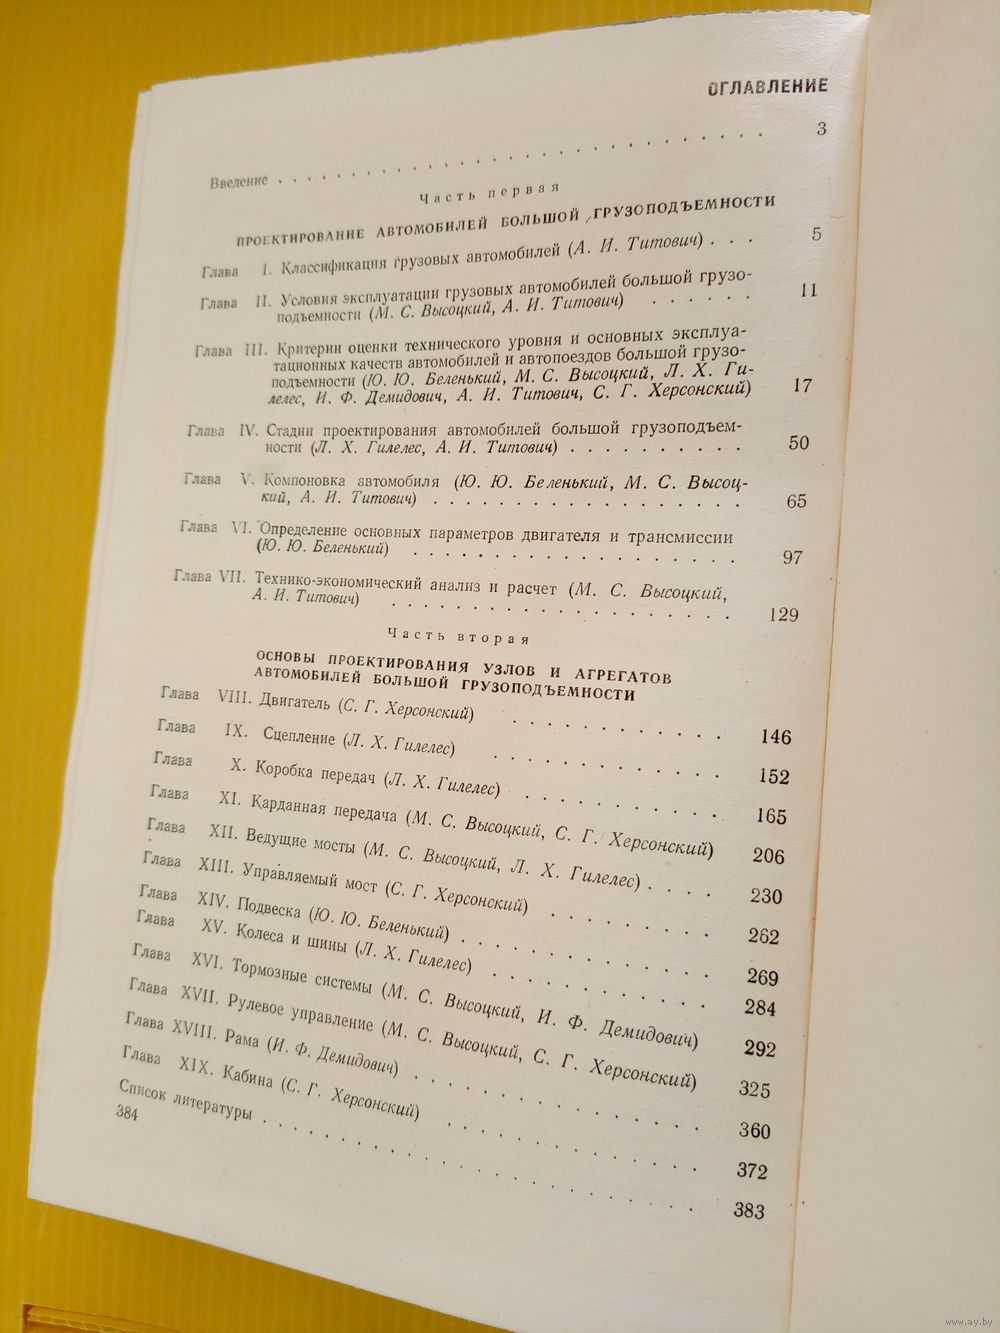 ОГЛАВЛЕНИЕ
Введение . . . . . . . . . . . . . . . . . . . . . . . . . . 3
Часть первая
ПРОЕКТИРОВАНИЕ АВТОМОБИЛЕЙ БОЛЬШОЙ ГРУЗОПОДЪЕМНОСТИ
Глава I. Классификация грузовых автомобилей (А. И. Титович) . . . 5
Глава II. Условия эксплуатации грузовых автомобилей большой грузо-
подъемности (М. С. Высоцкий, А. И. Титович) . . . . . . 11
Глава III. Критерии оценки технического уровня и основных эксплуа-
тационных качеств автомобилей и автопоездов большой грузо-
подъемности (Ю. Ю. Беленький, М. С. Высоцкий, Л. Х. Ги-
лелес, И. Ф. Демидович, А. И. Титович, С. Г. Херсонский) 17
Глава IV. Стадии проектирования автомобилей большой грузоподъем-
ности (Л. Х. Гилелес, А. И. Титович) . . . . . . . . . . 50
Глава V. Компоновка автомобиля (Ю. Ю. Беленький, М. С. Высоц-
кий, А. И. Титович) . . . . . . . . . . . . . . . . . 65
Глава VI. Определение основных параметров двигателя и трансмиссии
(Ю. Ю. Беленький) . . . . . . . . . . . . . . . . . 97
Глава VII. Технико-экономический анализ и расчет (М. С. Высоцкий,
А. И. Титович) . . . . . . . . . . . . . . . . . . 129
Часть вторая
ОСНОВЫ ПРОЕКТИРОВАНИЯ УЗЛОВ И АГРЕГАТОВ
АВТОМОБИЛЕЙ БОЛЬШОЙ ГРУЗОПОДЪЕМНОСТИ
Глава VIII. Двигатель (С. Г. Херсонский) . . . . . . . . . . 146
Глава IX. Сцепление (Л. Х. Гилелес) . . . . . . . . . . . 152
Глава X. Коробка передач (Л. Х. Гилелес) . . . . . . . . . 165
Глава XI. Карданная передача (М. С. Высоцкий, С. Г. Херсонский) 206
Глава XII. Ведущие мосты (М. С. Высоцкий, Л. Х. Гилелес) . . . . 230
Глава XIII. Управляемый мост (С. Г. Херсонский) . . . . . . . . 262
Глава XIV. Подвеска (Ю. Ю. Беленький) . . . . . . . . . . . 269
Глава XV. Колеса и шины (Л. Х. Гилелес) . . . . . . . . . . 284
Глава XVI. Тормозные системы (М. С. Высоцкий, И. Ф. Демидович) 292
Глава XVII. Рулевое управление (М. С. Высоцкий, С. Г. Херсонский) 325
Глава XVIII. Рама (И. Ф. Демидович) . . . . . . . . . . . . . 360
Глава XIX. Кабина (С. Г. Херсонский) . . . . . . . . . . . . 372
Список литературы . . . . . . . . . . . . . . . . . . . . . 383
384
www.ay.by